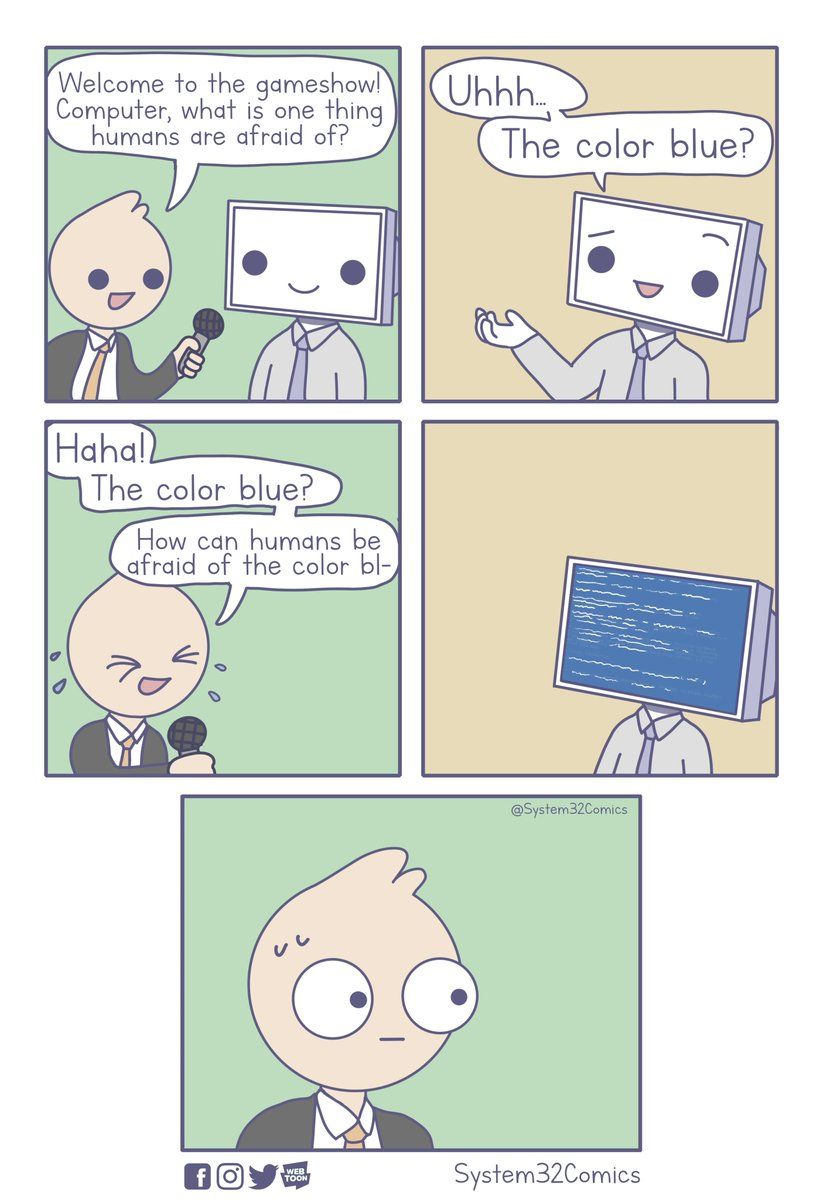 Welcome to the gameshow!
Computer, what is one thing
humans are afraid of?
Uhhh...
The color blue?
Haha!
The color blue?
How can humans be
afraid of the color bl-
@System32Comics
f
WEB
TOON
System32Comics